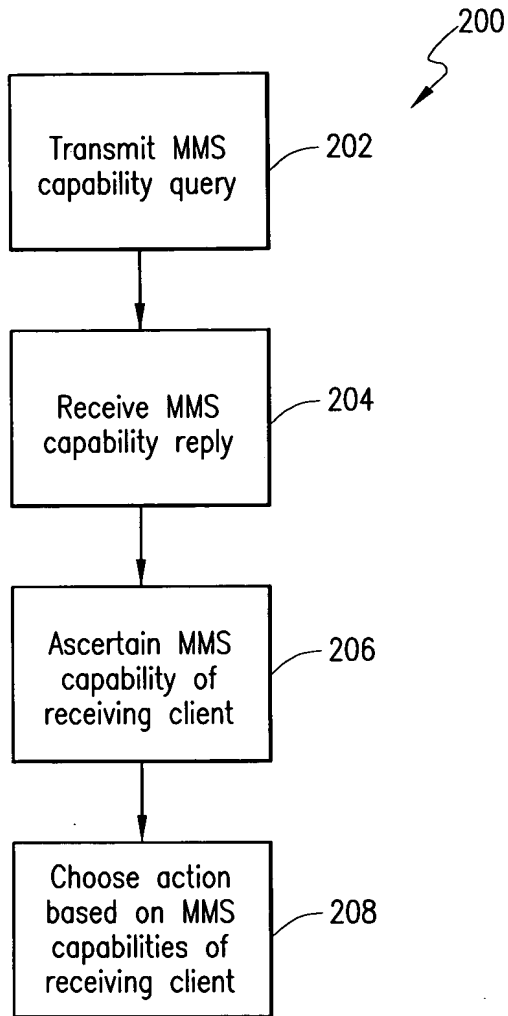 200
Transmit MMS
capability query
202
Receive MMS
capability reply
204
Ascertain MMS
capability of
receiving client
206
Choose action
based on MMS
capabilities of
receiving client
208